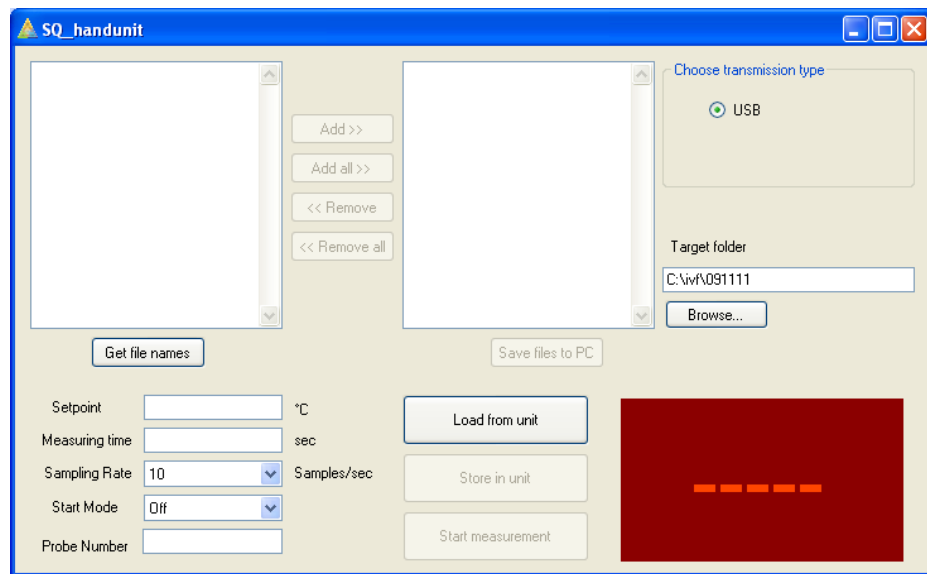 SQ_handunit
Choose transmission type
USB
Add >>
Add all >>
<< Remove
<< Remove all
Target folder
C:\ivf\091111
Browse...
Get file names
Save files to PC
Setpoint
°C
Measuring time
sec
Sampling Rate
10
Samples/sec
Start Mode
Off
Probe Number
Load from unit
Store in unit
Start measurement
-----